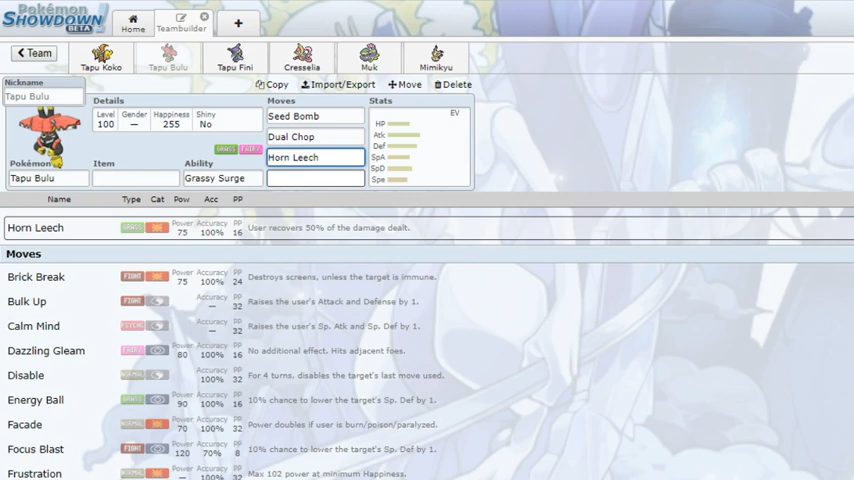 Pokémon
SHOWDOWN
BETA
Home
Teambuilder
+
Team
Tapu Koko
Tapu Bulu
Tapu Fini
Cresselia
Muk
Mimikyu
Nickname
Tapu Bulu
Copy
Import/Export
Move
Delete
Details
Moves
Stats
Level Gender Happiness Shiny
100 — 255 No
Seed Bomb
Dual Chop
Horn Leech
EV
HP
Atk
Def
SpA
SpD
Spe
GRASS FAIRY
Pokémon Item Ability
Tapu Bulu
Grassy Surge
Name Type Cat Pow Acc PP
Horn Leech GRASS Power 75 Accuracy 100% PP 16 User recovers 50% of the damage dealt.
Moves
Brick Break FIGHT Power 75 Accuracy 100% PP 24 Destroys screens, unless the target is immune.
Bulk Up FIGHT Accuracy — PP 32 Raises the user's Attack and Defense by 1.
Calm Mind PSYCHC Accuracy — PP 32 Raises the user's Sp. Atk and Sp. Def by 1.
Dazzling Gleam FAIRY Power 80 Accuracy 100% PP 16 No additional effect. Hits adjacent foes.
Disable NORMAL Accuracy 100% PP 32 For 4 turns, disables the target's last move used.
Energy Ball GRASS Power 90 Accuracy 100% PP 16 10% chance to lower the target's Sp. Def by 1.
Facade NORMAL Power 70 Accuracy 100% PP 32 Power doubles if user is burn/poison/paralyzed.
Focus Blast FIGHT Power 120 Accuracy 70% PP 8 10% chance to lower the target's Sp. Def by 1.
Frustration NORMAL Power — Accuracy 100% PP 32 Max 102 power at minimum Happiness.